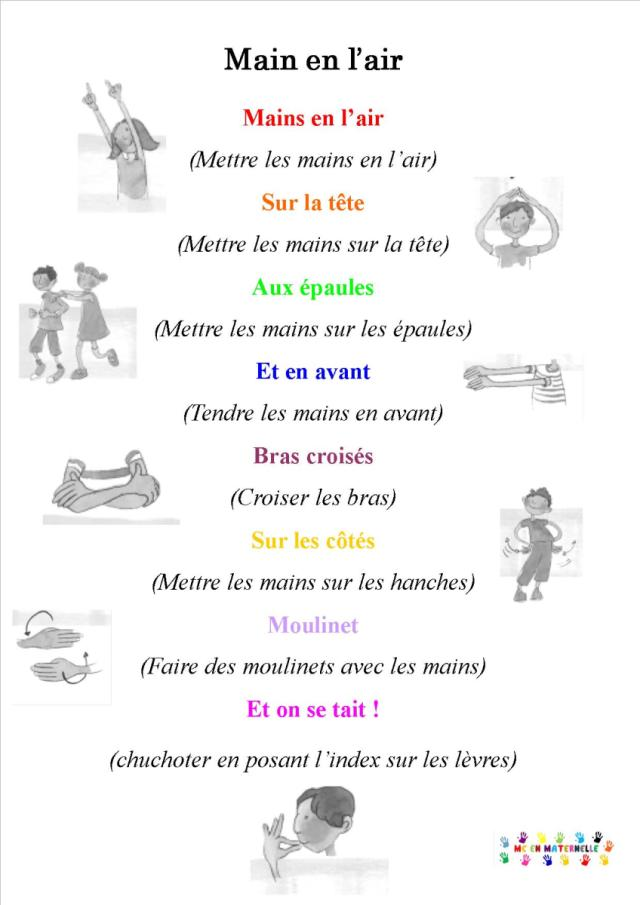 Main en l’air
Mains en l’air
(Mettre les mains en l’air)
Sur la tête
(Mettre les mains sur la tête)
Aux épaules
(Mettre les mains sur les épaules)
Et en avant
(Tendre les mains en avant)
Bras croisés
(Croiser les bras)
Sur les côtés
(Mettre les mains sur les hanches)
Moulinet
(Faire des moulinets avec les mains)
Et on se tait !
(chuchoter en posant l’index sur les lèvres)
MC EN MATERNELLE